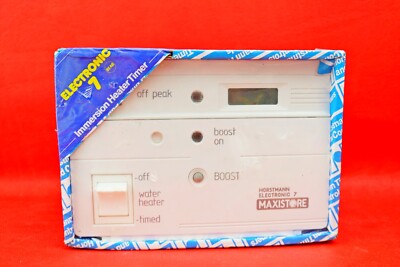 ELECTRONIC
7
Immersion Heater Timer
off peak
boost
on
off
BOOST
water
heater
timed
HORSTMANN
ELECTRONIC 7
MAXISTORE